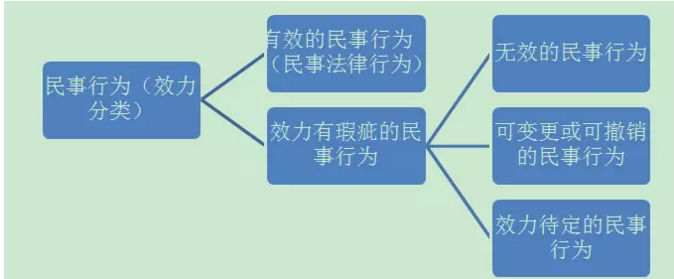 民事行为（效力
分类）
有效的民事行为
（民事法律行为）
效力有瑕疵的民
事行为
无效的民事行为
可变更或可撤销
的民事行为
效力待定的民事
行为